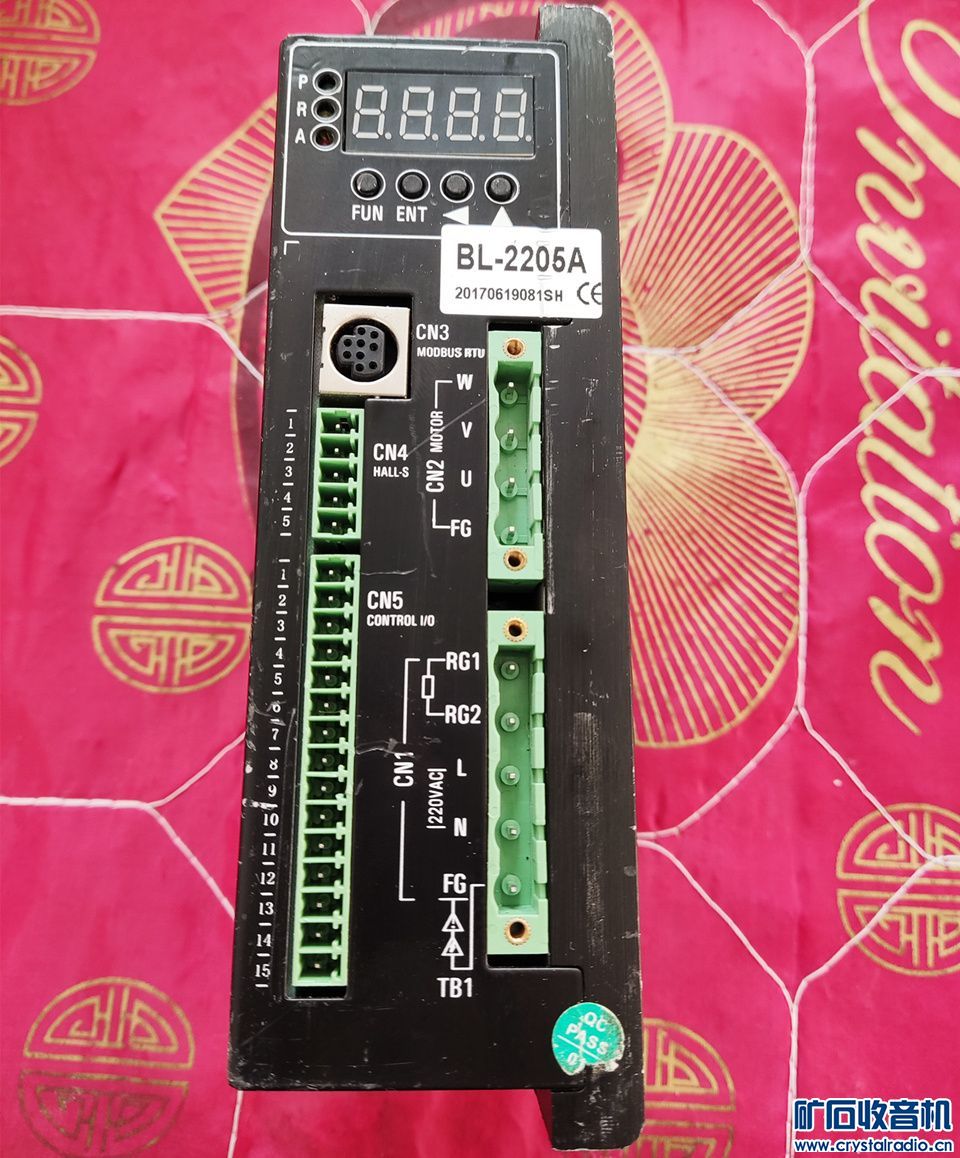 P
R
A
8.8.8.8.
FUN ENT
BL-2205A
20170619081SH CE
CN3
MODBUS RTU
W
V
U
FG
CN2 MOTOR
1
2
3
4
5
CN4
HALL-S
1
2
3
4
5
6
7
8
9
10
11
12
13
14
15
CN5
CONTROL I/O
RG1
RG2
CN1
L
220VAC
N
FG
TB1
QC
PASS
Invitation
矿石收音机
www.crystalradio.cn